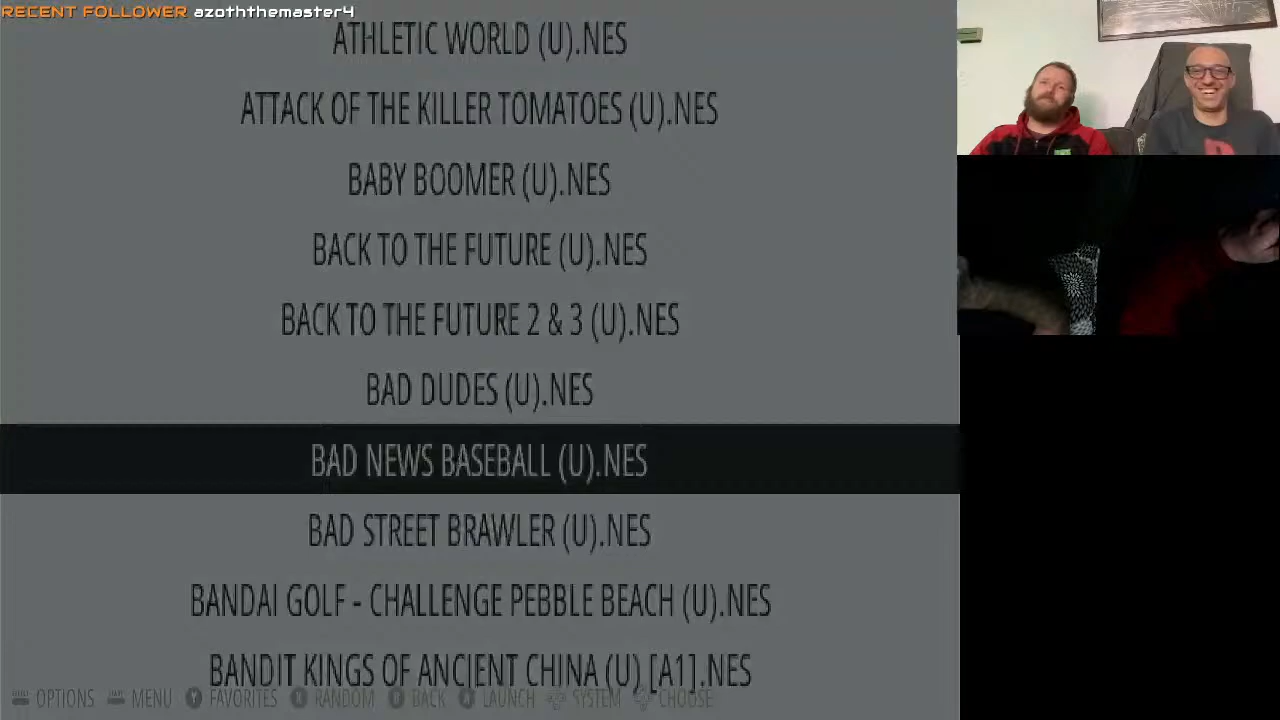 RECENT FOLLOWER azoththemaster4
ATHLETIC WORLD (U).NES
ATTACK OF THE KILLER TOMATOES (U).NES
BABY BOOMER (U).NES
BACK TO THE FUTURE (U).NES
BACK TO THE FUTURE 2 & 3 (U).NES
BAD DUDES (U).NES
BAD NEWS BASEBALL (U).NES
BAD STREET BRAWLER (U).NES
BANDAI GOLF - CHALLENGE PEBBLE BEACH (U).NES
BANDIT KINGS OF ANCIENT CHINA (U) [A1].NES
OPTIONS MENU Y FAVORITES X RANDOM B BACK A LAUNCH SYSTEM CHOOSE